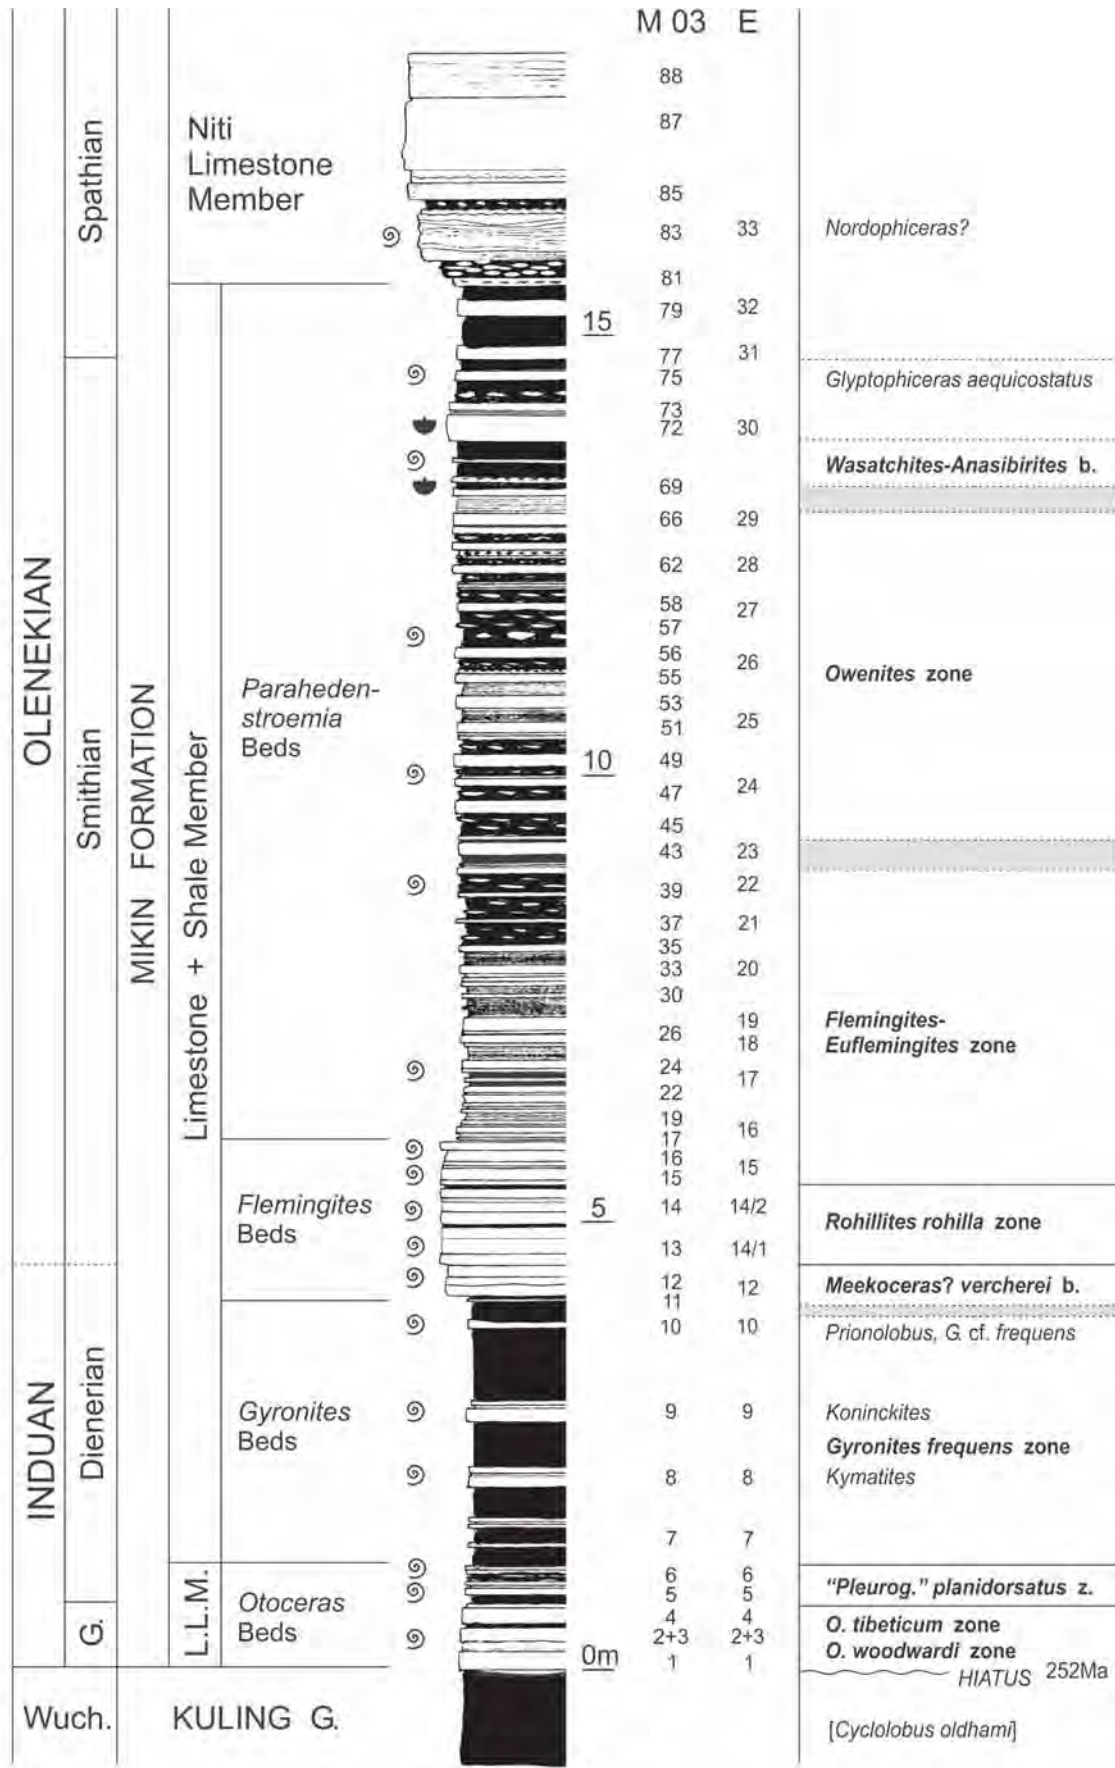 M 03 E
88
87
Niti
Limestone
Member
85
83 33 Nordophiceras?
81
79 32
15
77 31
75 Glyptophiceras aequicostatus
73
72 30
Wasatchites-Anasibirites b.
69
66 29
62 28
58 27
57
56 26
55
53
51 25
Owenites zone
49
10
47 24
45
43 23
39 22
37 21
35
33 20
30
26 19
18
Flemingites-
Euflemingites zone
24 17
22
19 16
17
16
15 15
14 14/2
5
Rohillites rohilla zone
13 14/1
12 12
Meekoceras? vercherei b.
11
10 10 Prionolobus, G. cf. frequens
9 9 Koninckites
Gyronites frequens zone
8 8 Kymatites
7 7
6 6
5 5
"Pleurog." planidorsatus z.
4 4
O. tibeticum zone
2+3 2+3
O. woodwardi zone
0m
1 1
HIATUS 252Ma
[Cyclolobus oldhami]
Spathian
Smithian
Dienerian
G.
OLENEKIAN
INDUAN
MIKIN FORMATION
Limestone + Shale Member
L.L.M.
Paraheden-
stroemia
Beds
Flemingites
Beds
Gyronites
Beds
Otoceras
Beds
Wuch. KULING G.